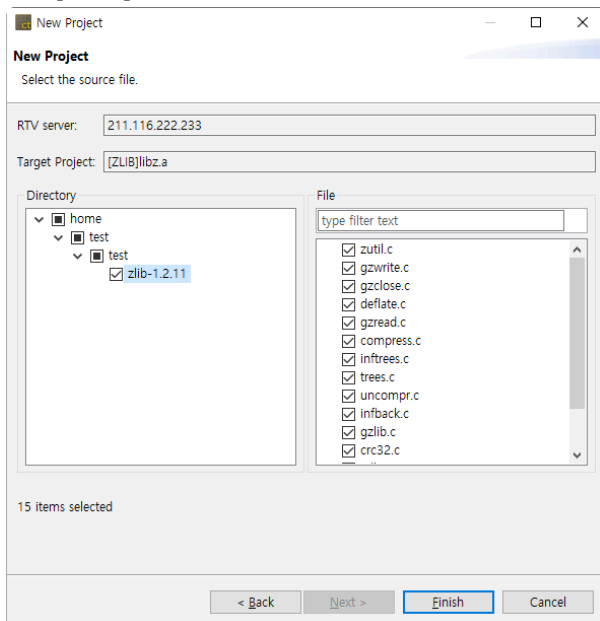 New Project
New Project
Select the source file.
RTV server: 211.116.222.233
Target Project: [ZLIB]libz.a
Directory
home
test
test
zlib-1.2.11
File
type filter text
zutil.c
gzwrite.c
gzclose.c
deflate.c
gzread.c
compress.c
inftrees.c
trees.c
uncompr.c
infback.c
gzlib.c
crc32.c
15 items selected
< Back Next > Finish Cancel